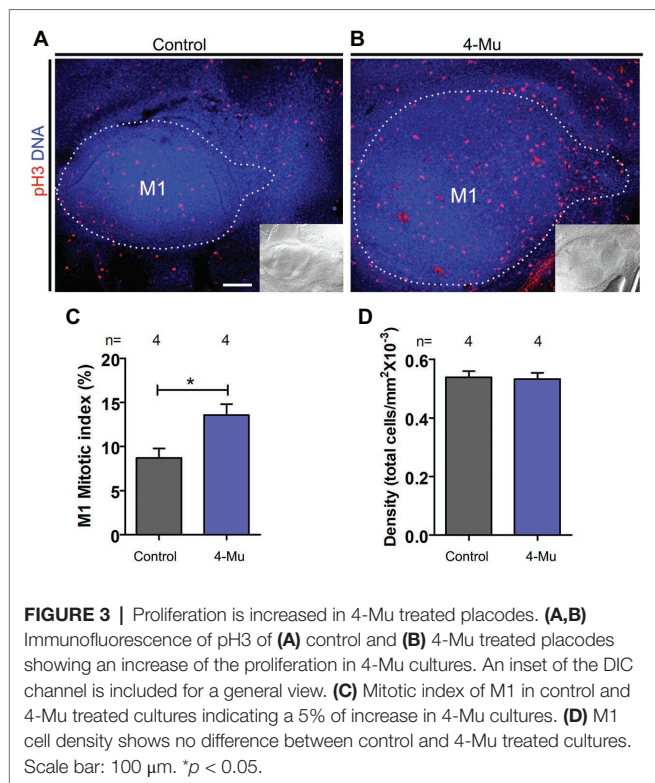 A
Control
B
4-Mu
pH3 DNA
M1
M1
C
n= 4 4
M1 Mitotic index (%)
20
15
10
5
0
*
Control 4-Mu
D
n= 4 4
Density (total cells/mm²X10⁻³)
0.6
0.4
0.2
0.0
Control 4-Mu
FIGURE 3 | Proliferation is increased in 4-Mu treated placodes. (A,B)
Immunofluorescence of pH3 of (A) control and (B) 4-Mu treated placodes
showing an increase of the proliferation in 4-Mu cultures. An inset of the DIC
channel is included for a general view. (C) Mitotic index of M1 in control and
4-Mu treated cultures indicating a 5% of increase in 4-Mu cultures. (D) M1
cell density shows no difference between control and 4-Mu treated cultures.
Scale bar: 100 μm. *p < 0.05.